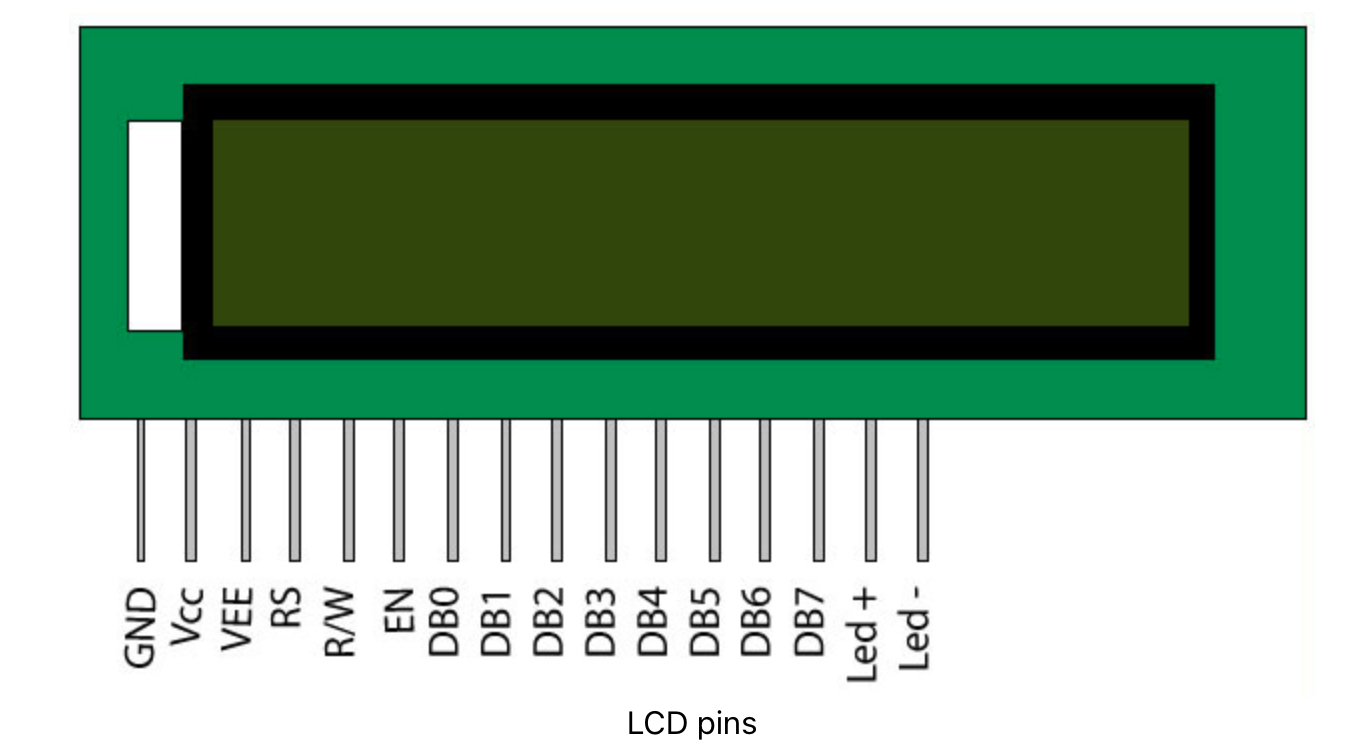 GND
Vcc
VEE
RS
R/W
EN
DB0
DB1
DB2
DB3
DB4
DB5
DB6
DB7
Led +
Led -
LCD pins